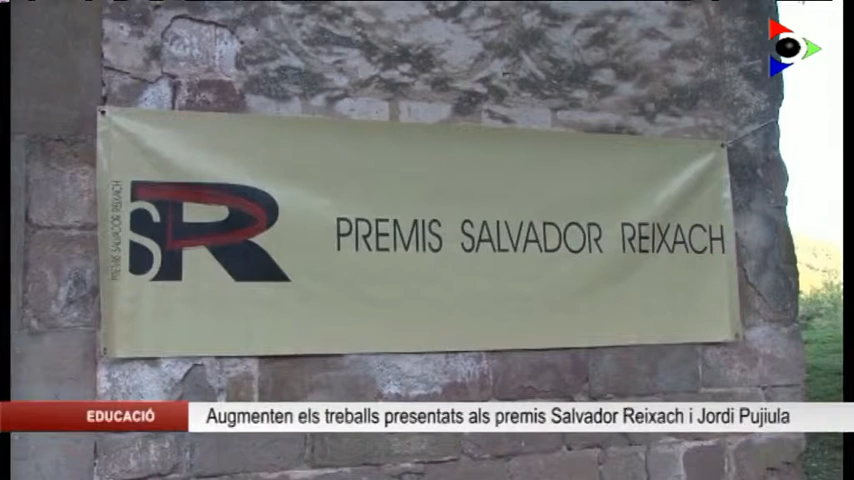 PREMIS SALVADOR REIXACH
SR
PREMIS SALVADOR REIXACH
EDUCACIÓ
Augmenten els treballs presentats als premis Salvador Reixach i Jordi Pujiula